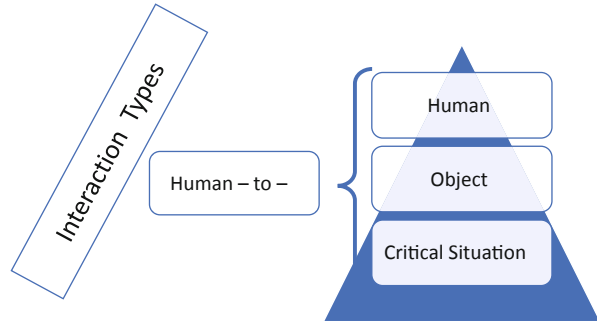 Interaction Types
Human – to –
Human
Object
Critical Situation